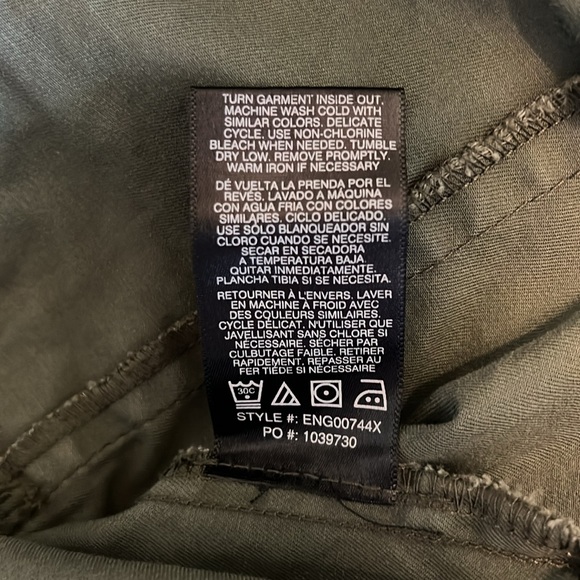 TURN GARMENT INSIDE OUT.
MACHINE WASH COLD WITH
SIMILAR COLORS. DELICATE
CYCLE. USE NON-CHLORINE
BLEACH WHEN NEEDED. TUMBLE
DRY LOW. REMOVE PROMPTLY.
WARM IRON IF NECESSARY
DÉ VUELTA LA PRENDA POR EL
REVÉS. LAVADO A MÁQUINA
CON AGUA FRIA CON COLORES
SIMILARES. CICLO DELICADO.
USE SÓLO BLANQUEADOR SIN
CLORO CUANDO SE NECESITE.
SECAR EN SECADORA
A TEMPERATURA BAJA
QUITAR INMEDIATAMENTE.
PLANCHA TIBIA SI SE NECESITA.
RETOURNER À L'ENVERS. LAVER
EN MACHINE À FROID AVEC
DES COULEURS SIMILAIRES.
CYCLE DÉLICAT. N'UTILISER QUE
JAVELLISANT SANS CHLORE SI
NÉCESSAIRE. SÉCHER PAR
CULBUTAGE FAIBLE. RETIRER
RAPIDEMENT. REPASSER AU
FER TIÈDE SI NÉCESSAIRE
30C
STYLE #: ENG00744X
PO #: 1039730